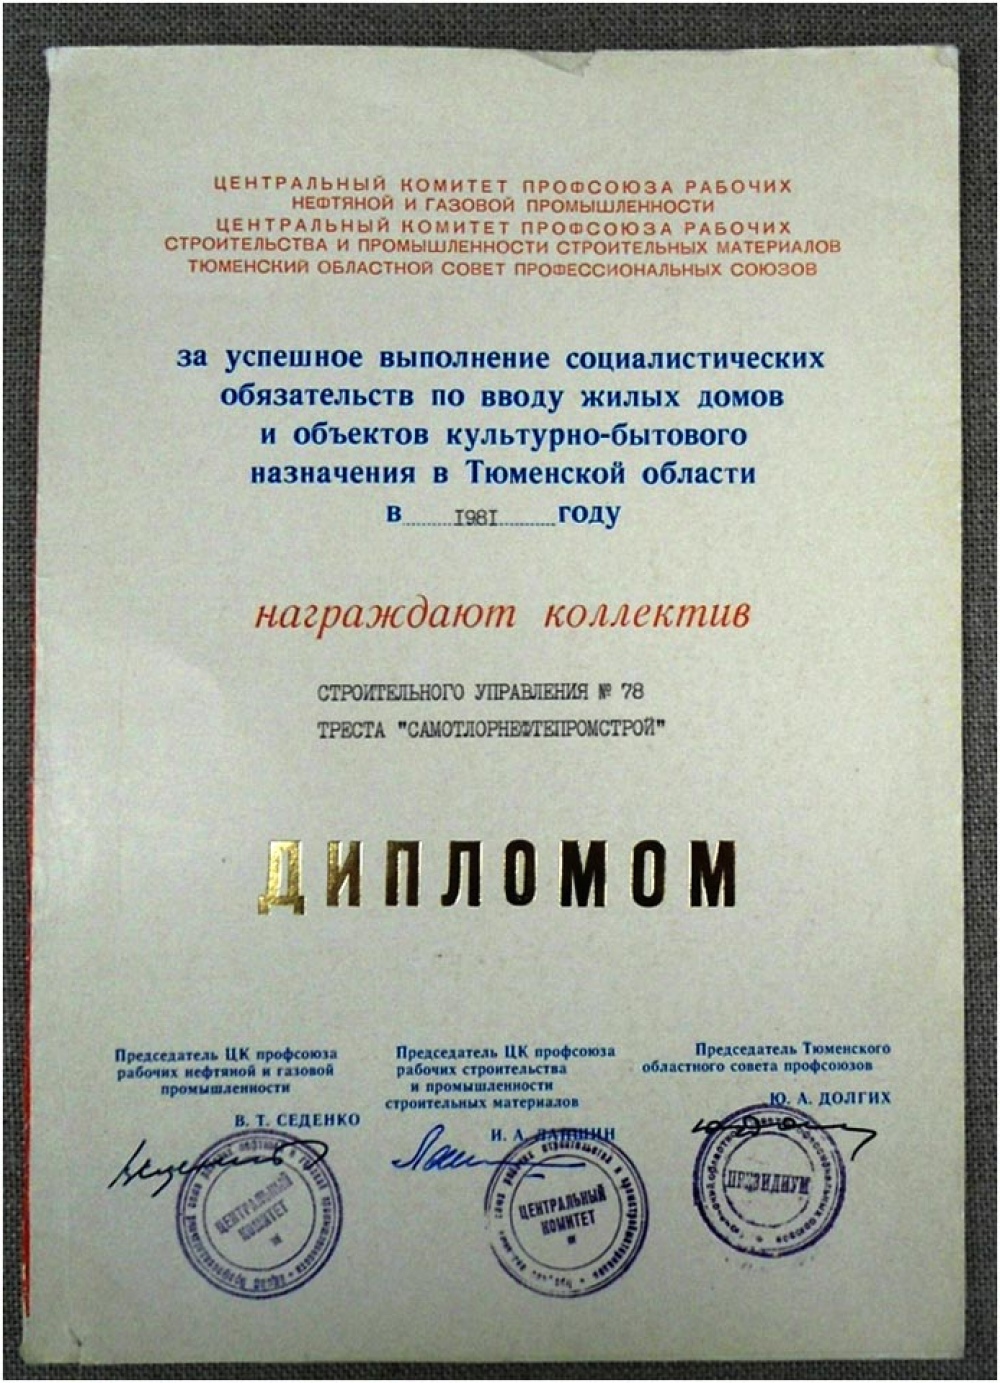 ЦЕНТРАЛЬНЫЙ КОМИТЕТ ПРОФСОЮЗА РАБОЧИХ
НЕФТЯНОЙ И ГАЗОВОЙ ПРОМЫШЛЕННОСТИ
ЦЕНТРАЛЬНЫЙ КОМИТЕТ ПРОФСОЮЗА РАБОЧИХ
СТРОИТЕЛЬСТВА И ПРОМЫШЛЕННОСТИ СТРОИТЕЛЬНЫХ МАТЕРИАЛОВ
ТЮМЕНСКИЙ ОБЛАСТНОЙ СОВЕТ ПРОФЕССИОНАЛЬНЫХ СОЮЗОВ
за успешное выполнение социалистических
обязательств по вводу жилых домов
и объектов культурно-бытового
назначения в Тюменской области
в 1981 году
награждают коллектив
СТРОИТЕЛЬНОГО УПРАВЛЕНИЯ № 78
ТРЕСТА "САМОТЛОРНЕФТЕПРОМСТРОЙ"
ДИПЛОМОМ
Председатель ЦК профсоюза
рабочих нефтяной и газовой
промышленности
В. Т. СЕДЕНКО
Председатель ЦК профсоюза
рабочих строительства
и промышленности
строительных материалов
И. А. ЛАНШИН
Председатель Тюменского
областного совета профсоюзов
Ю. А. ДОЛГИХ
ЦЕНТРАЛЬНЫЙ
КОМИТЕТ
ЦЕНТРАЛЬНЫЙ
КОМИТЕТ
ПРЕЗИДИУМ